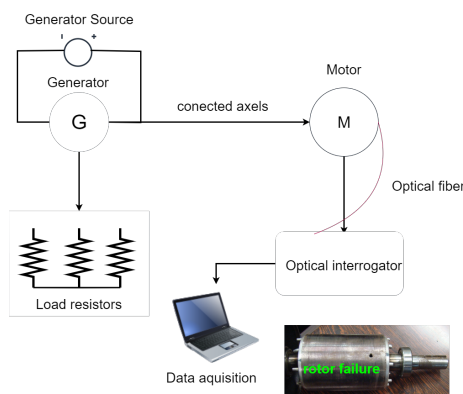 Generator Source
- +
Generator
G
conected axels
Motor
M
Optical fiber
Load resistors
Optical interrogator
Data aquisition
rotor failure